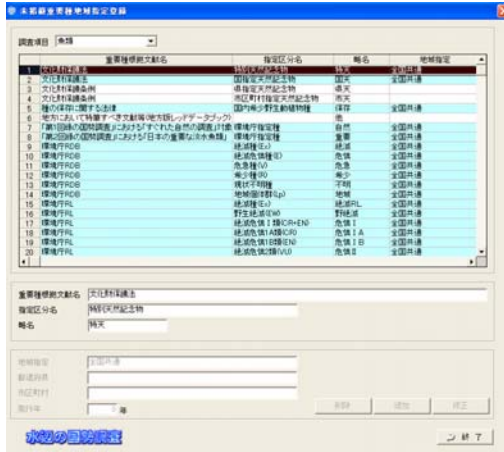 未掲載重要種地域指定登録
調査項目 魚類
重要種根拠文献名 指定区分名 略名 地域指定
1 文化財保護法 特別天然記念物 特天 全国共通
2 文化財保護法 国指定天然記念物 国天 全国共通
3 文化財保護条例 県指定天然記念物 県天
4 文化財保護条例 市区町村指定天然記念物 市天
5 種の保存に関する法律 国内希少野生動植物種 保存 全国共通
6 地方において特筆すべき文献等(地方版レッドデータブック) 他
7 「第1回緑の国勢調査」における「すぐれた自然の調査」対象 環境庁指定種 自然 全国共通
8 「第2回緑の国勢調査」における「日本の重要な淡水魚類」 環境庁指定種 重要 全国共通
9 環境庁RDB 絶滅種(Ex) 絶滅 全国共通
10 環境庁RDB 絶滅危惧種(E) 危惧 全国共通
11 環境庁RDB 危急種(V) 危急 全国共通
12 環境庁RDB 希少種(R) 希少 全国共通
13 環境庁RDB 現状不明種 不明 全国共通
14 環境庁RDB 地域個体群(Lp) 地域 全国共通
15 環境庁RL 絶滅種(Ex) 絶滅RL 全国共通
16 環境庁RL 野生絶滅(EW) 野絶滅 全国共通
17 環境庁RL 絶滅危惧Ⅰ類(CR+EN) 危惧Ⅰ 全国共通
18 環境庁RL 絶滅危惧1A類(CR) 危惧ⅠA 全国共通
19 環境庁RL 絶滅危惧1B類(EN) 危惧ⅠB 全国共通
20 環境庁RL 絶滅危惧2類(VU) 危惧Ⅱ 全国共通
重要種根拠文献名 文化財保護法
指定区分名 特別天然記念物
略名 特天
地域指定 全国共通
都道府県
市区町村
発行年 年
削除 追加 修正
水辺の国勢調査
終了